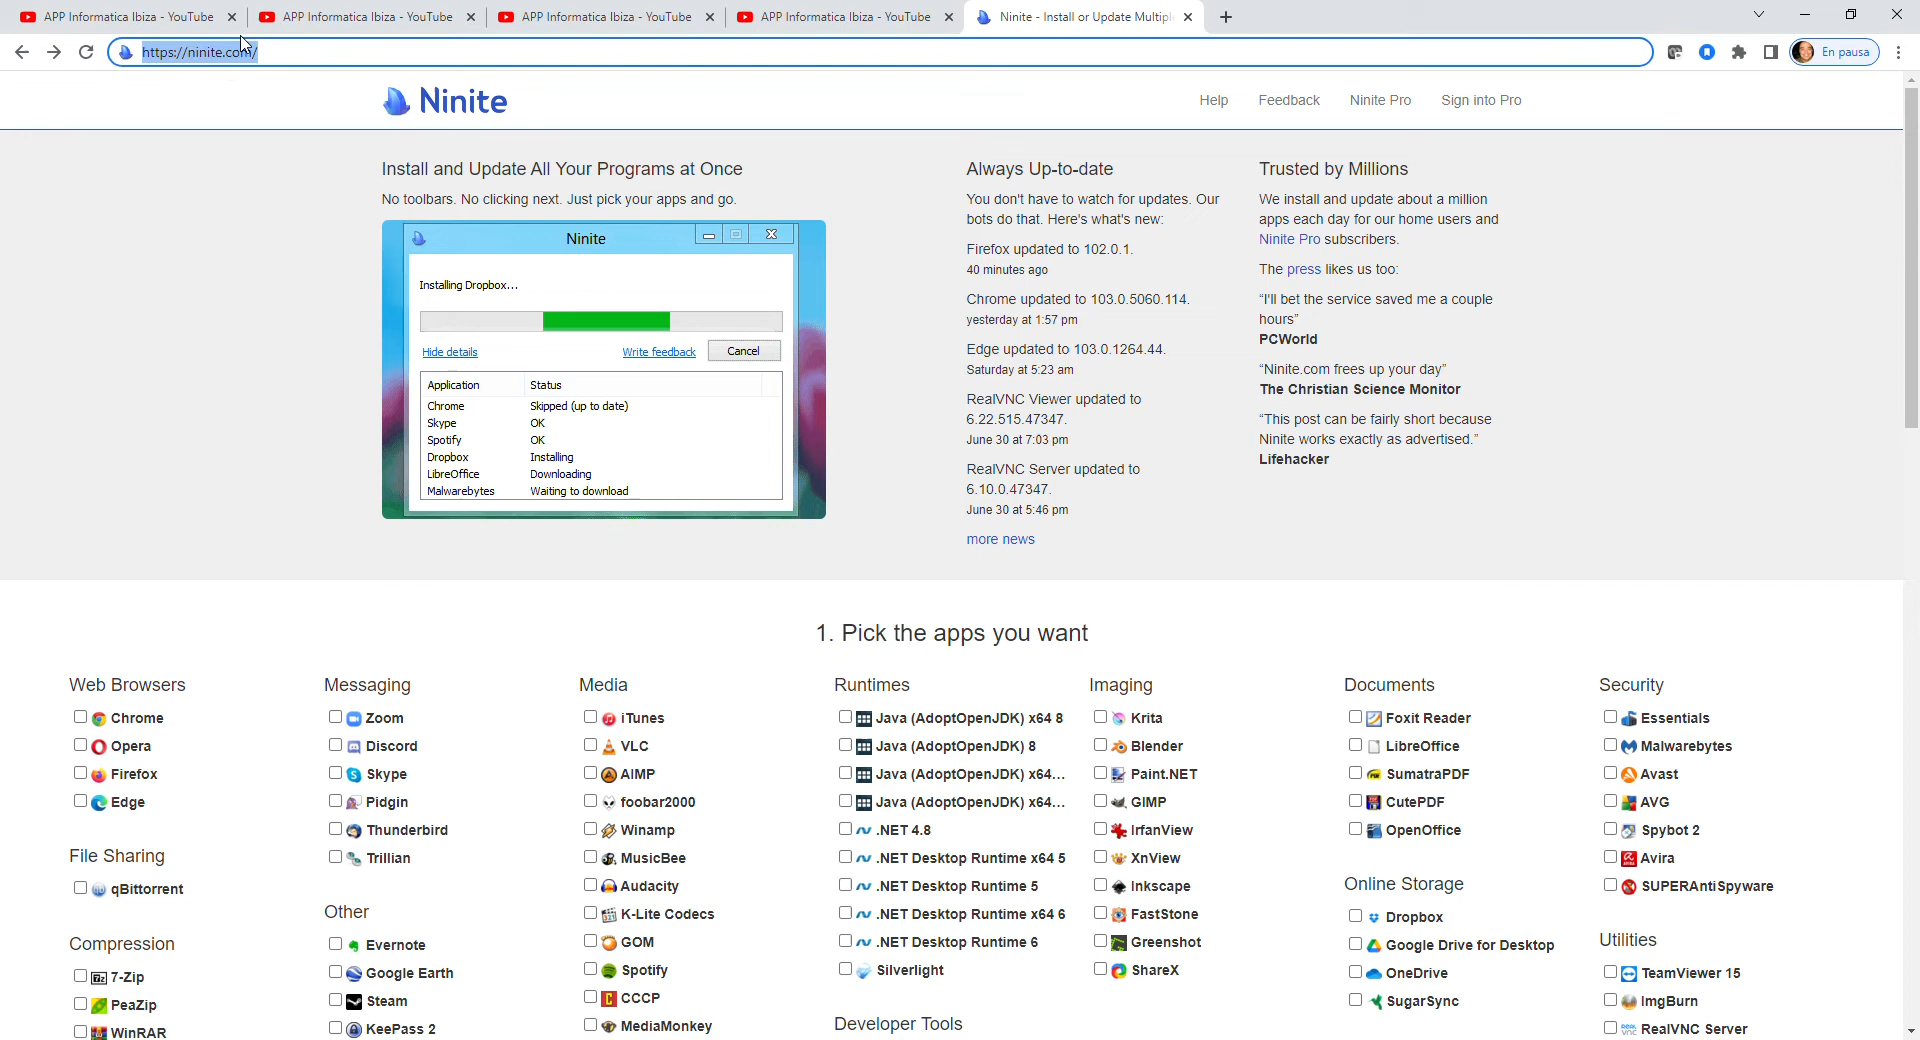 APP Informatica Ibiza - YouTube
APP Informatica Ibiza - YouTube
APP Informatica Ibiza - YouTube
APP Informatica Ibiza - YouTube
Ninite - Install or Update Multipl
https://ninite.com/
En pausa
Ninite
Help
Feedback
Ninite Pro
Sign into Pro
Install and Update All Your Programs at Once
No toolbars. No clicking next. Just pick your apps and go.
Ninite
Installing Dropbox...
Hide details
Write feedback
Cancel
Application Status
Chrome Skipped (up to date)
Skype OK
Spotify OK
Dropbox Installing
LibreOffice Downloading
Malwarebytes Waiting to download
Always Up-to-date
You don't have to watch for updates. Our
bots do that. Here's what's new:
Firefox updated to 102.0.1.
40 minutes ago
Chrome updated to 103.0.5060.114.
yesterday at 1:57 pm
Edge updated to 103.0.1264.44.
Saturday at 5:23 am
RealVNC Viewer updated to
6.22.515.47347.
June 30 at 7:03 pm
RealVNC Server updated to
6.10.0.47347.
June 30 at 5:46 pm
more news
Trusted by Millions
We install and update about a million
apps each day for our home users and
Ninite Pro subscribers.
The press likes us too:
“I'll bet the service saved me a couple
hours”
PCWorld
“Ninite.com frees up your day”
The Christian Science Monitor
“This post can be fairly short because
Ninite works exactly as advertised.”
Lifehacker
1. Pick the apps you want
Web Browsers
Chrome
Opera
Firefox
Edge
File Sharing
qBittorrent
Compression
7-Zip
PeaZip
WinRAR
Messaging
Zoom
Discord
Skype
Pidgin
Thunderbird
Trillian
Other
Evernote
Google Earth
Steam
KeePass 2
Media
iTunes
VLC
AIMP
foobar2000
Winamp
MusicBee
Audacity
K-Lite Codecs
GOM
Spotify
CCCP
MediaMonkey
Runtimes
Java (AdoptOpenJDK) x64 8
Java (AdoptOpenJDK) 8
Java (AdoptOpenJDK) x64...
Java (AdoptOpenJDK) x64...
.NET 4.8
.NET Desktop Runtime x64 5
.NET Desktop Runtime 5
.NET Desktop Runtime x64 6
.NET Desktop Runtime 6
Silverlight
Developer Tools
Imaging
Krita
Blender
Paint.NET
GIMP
IrfanView
XnView
Inkscape
FastStone
Greenshot
ShareX
Documents
Foxit Reader
LibreOffice
SumatraPDF
CutePDF
OpenOffice
Online Storage
Dropbox
Google Drive for Desktop
OneDrive
SugarSync
Security
Essentials
Malwarebytes
Avast
AVG
Spybot 2
Avira
SUPERAntiSpyware
Utilities
TeamViewer 15
ImgBurn
RealVNC Server